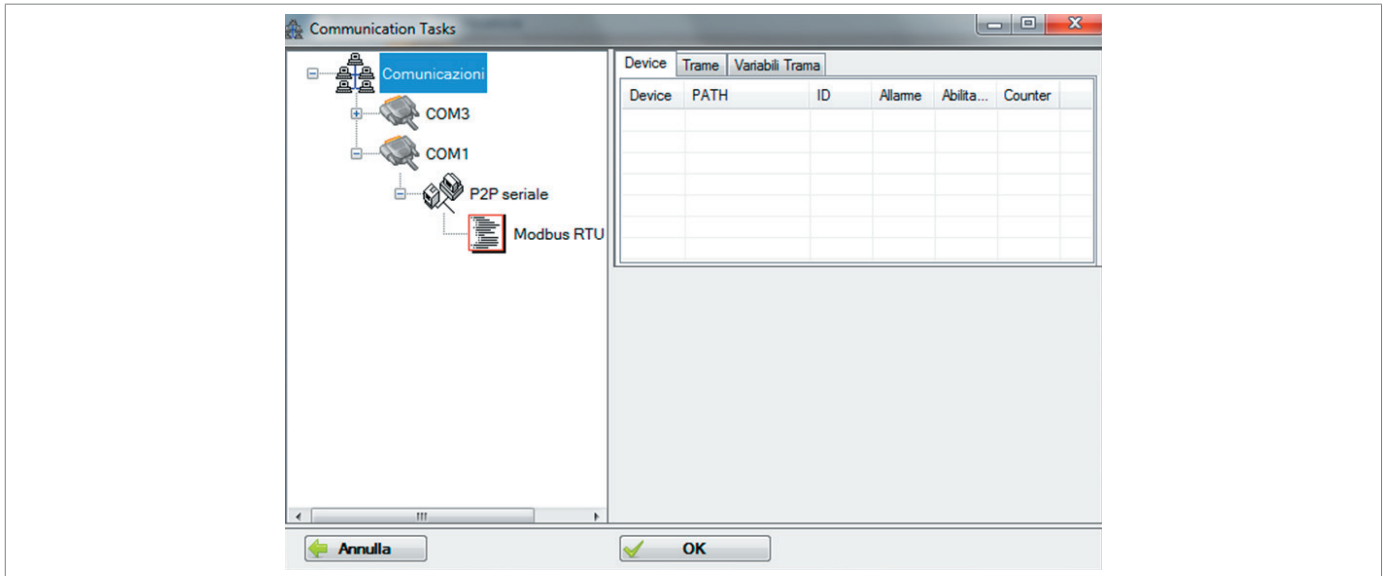 Communication Tasks
Comunicazioni
COM3
COM1
P2P seriale
Modbus RTU
Device Trame Variabili Trama
Device PATH ID Allarme Abilita... Counter
Annulla OK